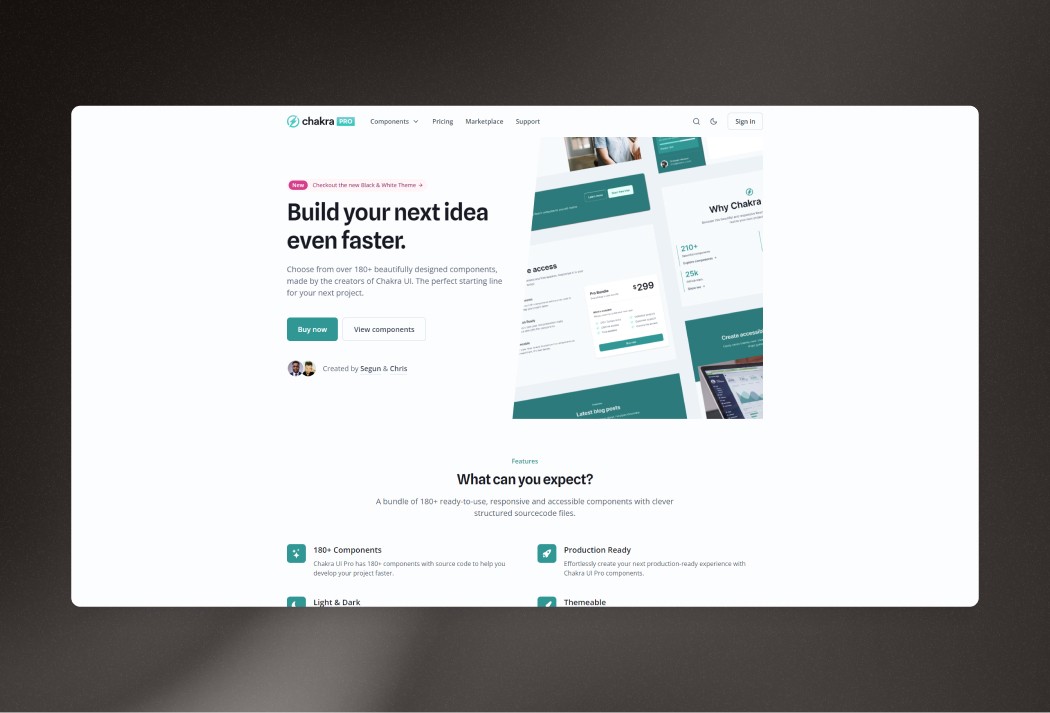 chakra PRO
Components
Pricing
Marketplace
Support
Sign in
New
Checkout the new Black & White Theme →
Build your next idea
even faster.
Choose from over 180+ beautifully designed components,
made by the creators of Chakra UI. The perfect starting line
for your next project.
Buy now
View components
Created by Segun & Chris
Why Chakra
210+
25k
e access
Pro Bundle
$299
Create accessib
Latest blog posts
Features
What can you expect?
A bundle of 180+ ready-to-use, responsive and accessible components with clever
structured sourcecode files.
180+ Components
Chakra UI Pro has 180+ components with source code to help you
develop your project faster.
Production Ready
Effortlessly create your next production-ready experience with
Chakra UI Pro components.
Light & Dark
Themeable